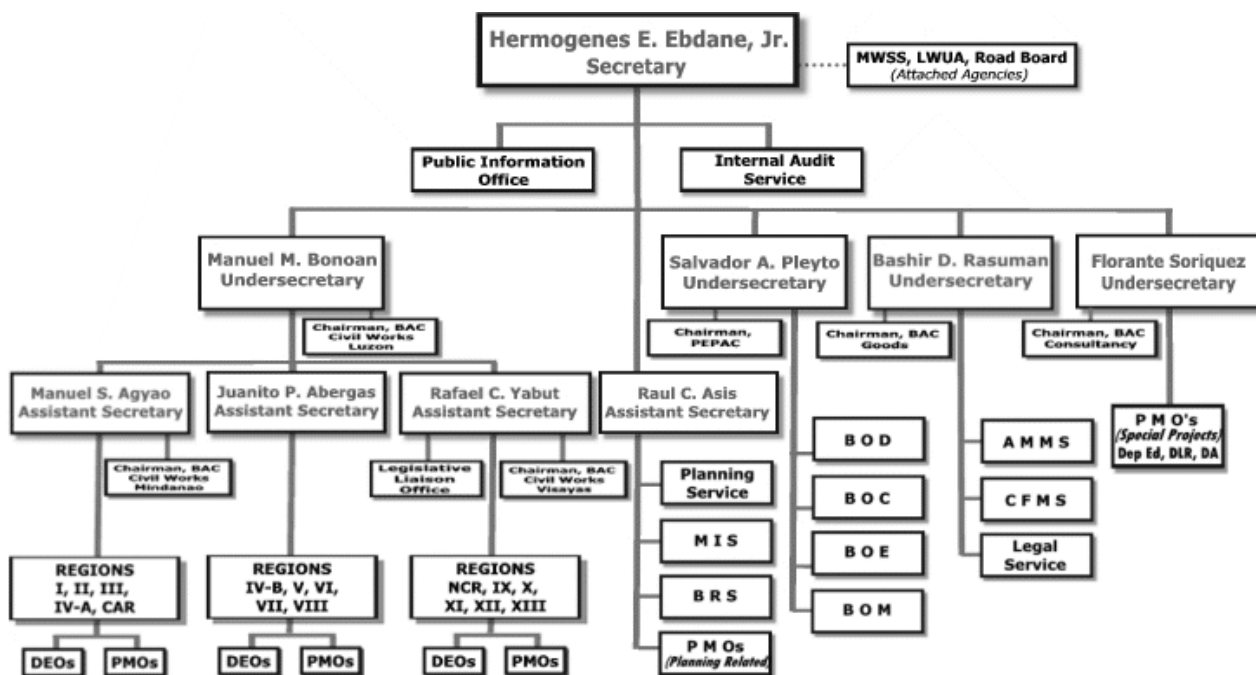 Hermogenes E. Ebdane, Jr.
Secretary
MWSS, LWUA, Road Board
(Attached Agencies)
Public Information
Office
Internal Audit
Service
Manuel M. Bonoan
Undersecretary
Salvador A. Pleyto
Undersecretary
Bashir D. Rasuman
Undersecretary
Florante Soriquez
Undersecretary
Chairman, BAC
Civil Works
Luzon
Chairman,
PEPAC
Chairman, BAC
Goods
Chairman, BAC
Consultancy
Manuel S. Agyao
Assistant Secretary
Juanito P. Abergas
Assistant Secretary
Rafael C. Yabut
Assistant Secretary
Raul C. Asis
Assistant Secretary
Chairman, BAC
Civil Works
Mindanao
Legislative
Liaison
Office
Chairman, BAC
Civil Works
Visayas
Planning
Service
M I S
B R S
P M Os
(Planning Related)
B O D
B O C
B O E
B O M
A M M S
C F M S
Legal
Service
P M O's
(Special Projects)
Dep Ed, DLR, DA
REGIONS
I, II, III,
IV-A, CAR
REGIONS
IV-B, V, VI,
VII, VIII
REGIONS
NCR, IX, X,
XI, XII, XIII
DEOs
PMOs
DEOs
PMOs
DEOs
PMOs